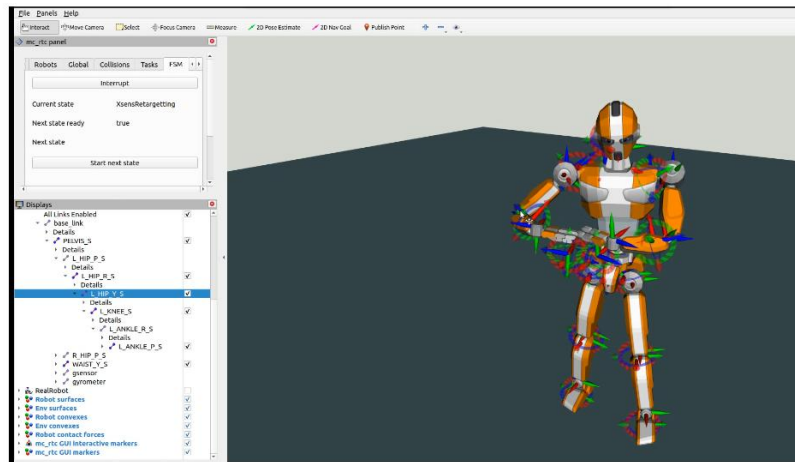 File Panels Help
Interact Move Camera Select Focus Camera Measure 2D Pose Estimate 2D Nav Goal Publish Point
mc_rtc panel
Robots Global Collisions Tasks FSM
Interrupt
Current state XsensRetargetting
Next state ready true
Next state
Start next state
Displays
All Links Enabled
base_link
Details
PELVIS_S
Details
L_HIP_P_S
Details
L_HIP_R_S
Details
L_HIP_Y_S
Details
L_KNEE_S
Details
L_ANKLE_R_S
Details
L_ANKLE_P_S
R_HIP_P_S
WAIST_Y_S
gsensor
gyrometer
RealRobot
Robot surfaces
Env surfaces
Robot convexes
Env convexes
Robot contact forces
mc_rtc GUI interactive markers
mc_rtc GUI markers